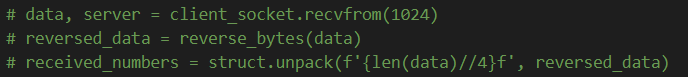 # data, server = client_socket.recvfrom(1024)
# reversed_data = reverse_bytes(data)
# received_numbers = struct.unpack(f'{len(data)//4}f', reversed_data)